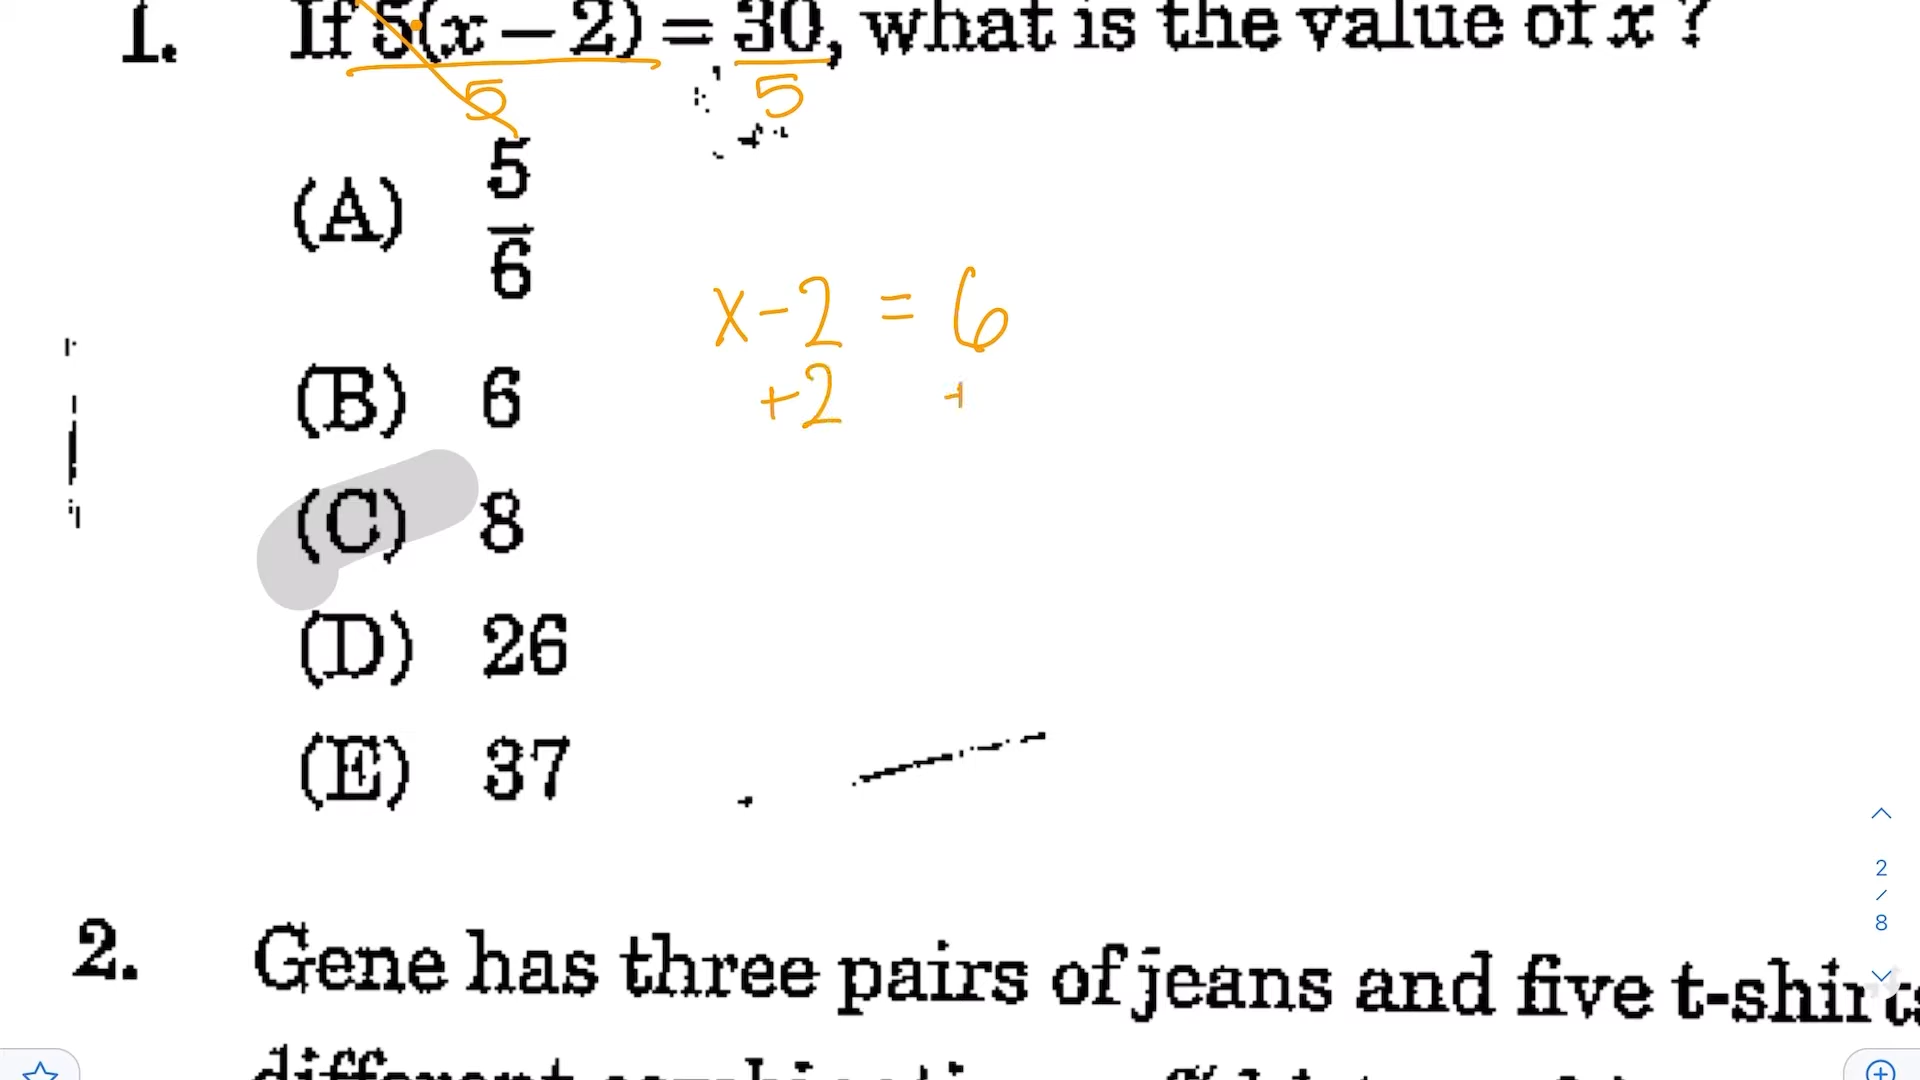 1. If 5(x – 2) = 30, what is the value of x ?
5 5
(A) 5/6
x-2 = 6
+2 +
(B) 6
(C) 8
(D) 26
(E) 37
2
/
8
2. Gene has three pairs of jeans and five t-shirts
different